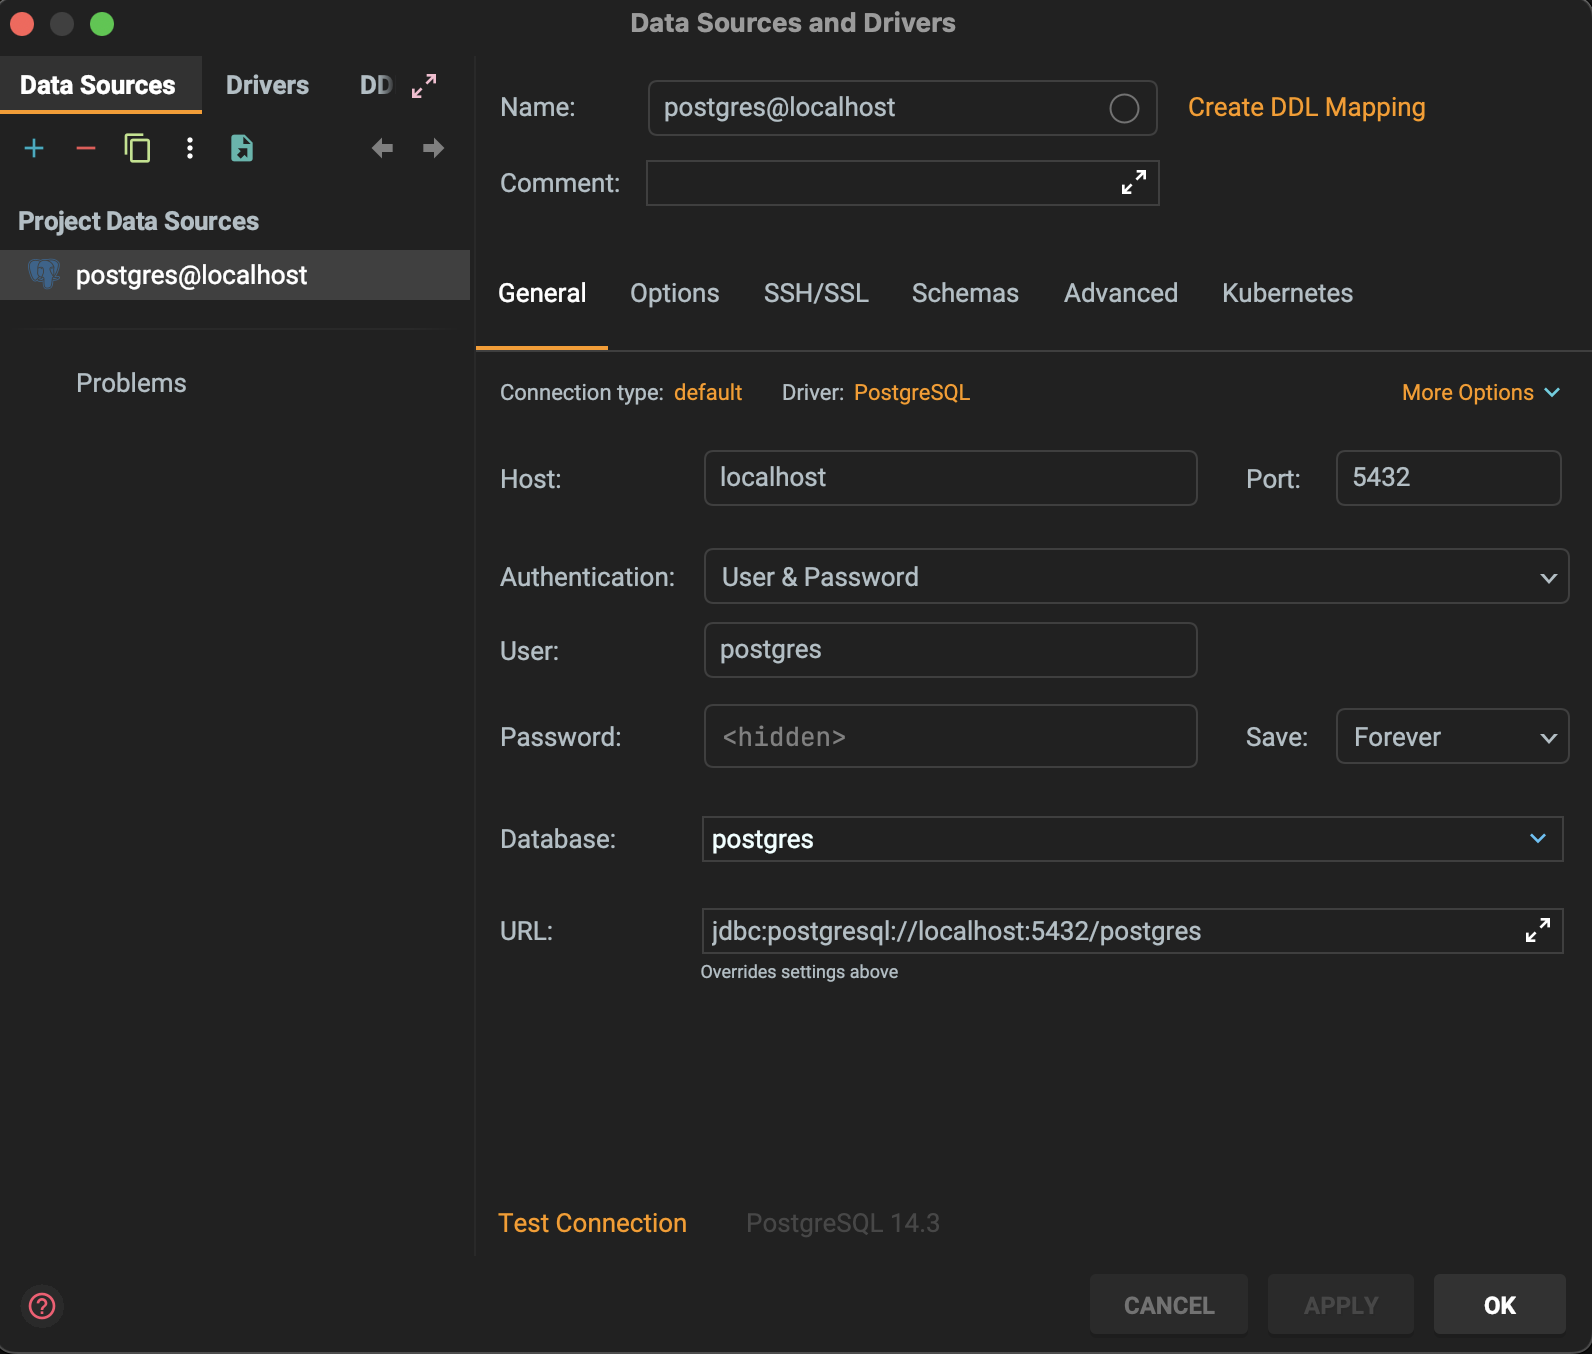 Data Sources and Drivers
Data Sources Drivers DD
Name: postgres@localhost Create DDL Mapping
Comment:
Project Data Sources
postgres@localhost
Problems
General Options SSH/SSL Schemas Advanced Kubernetes
Connection type: default Driver: PostgreSQL More Options
Host: localhost Port: 5432
Authentication: User & Password
User: postgres
Password: <hidden> Save: Forever
Database: postgres
URL: jdbc:postgresql://localhost:5432/postgres
Overrides settings above
Test Connection PostgreSQL 14.3
? CANCEL APPLY OK